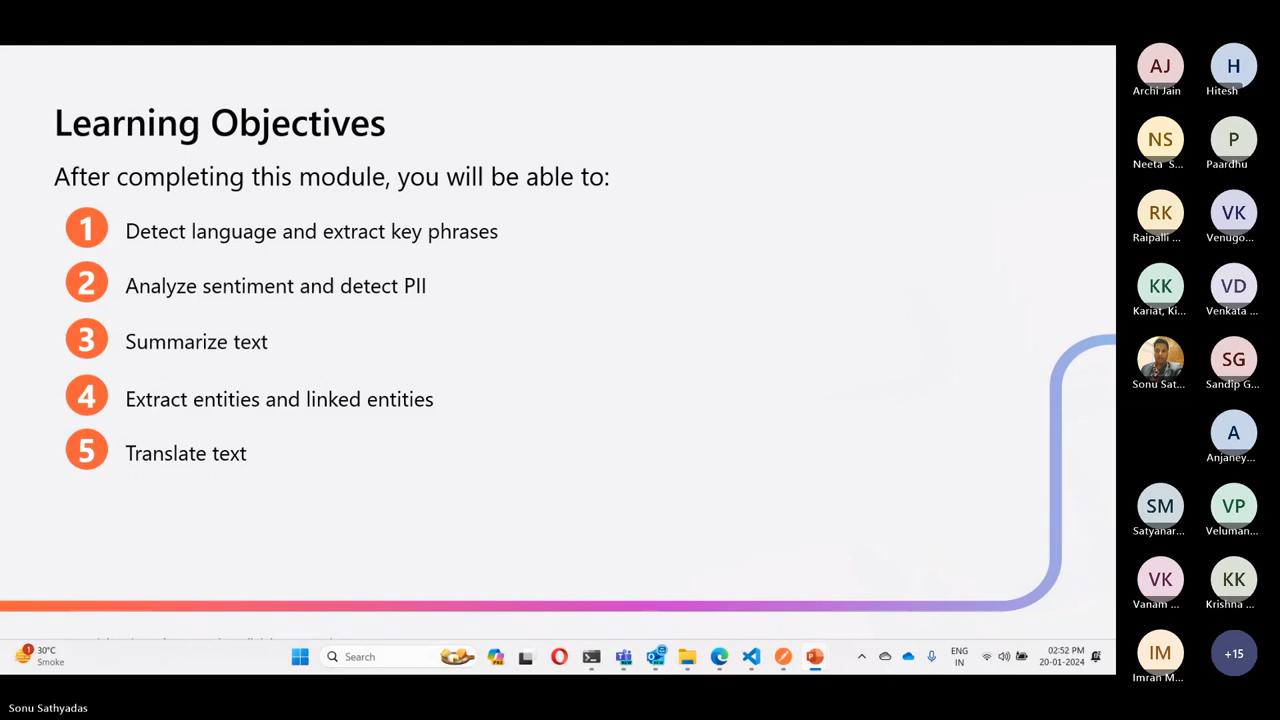 Learning Objectives
After completing this module, you will be able to:
1 Detect language and extract key phrases
2 Analyze sentiment and detect PII
3 Summarize text
4 Extract entities and linked entities
5 Translate text
AJ
Archi Jain
H
Hitesh
NS
Neeta S...
P
Paardhu
RK
Raipalli ...
VK
Venugo...
KK
Kariat, Ki...
VD
Venkata ...
Sonu Sat...
SG
Sandip G...
A
Anjaney...
SM
Satyanar...
VP
Veluman...
VK
Vanam ...
KK
Krishna ...
IM
Imran M...
+15
1
30°C
Smoke
Search
PRE
ENG
IN
02:52 PM
20-01-2024
Sonu Sathyadas